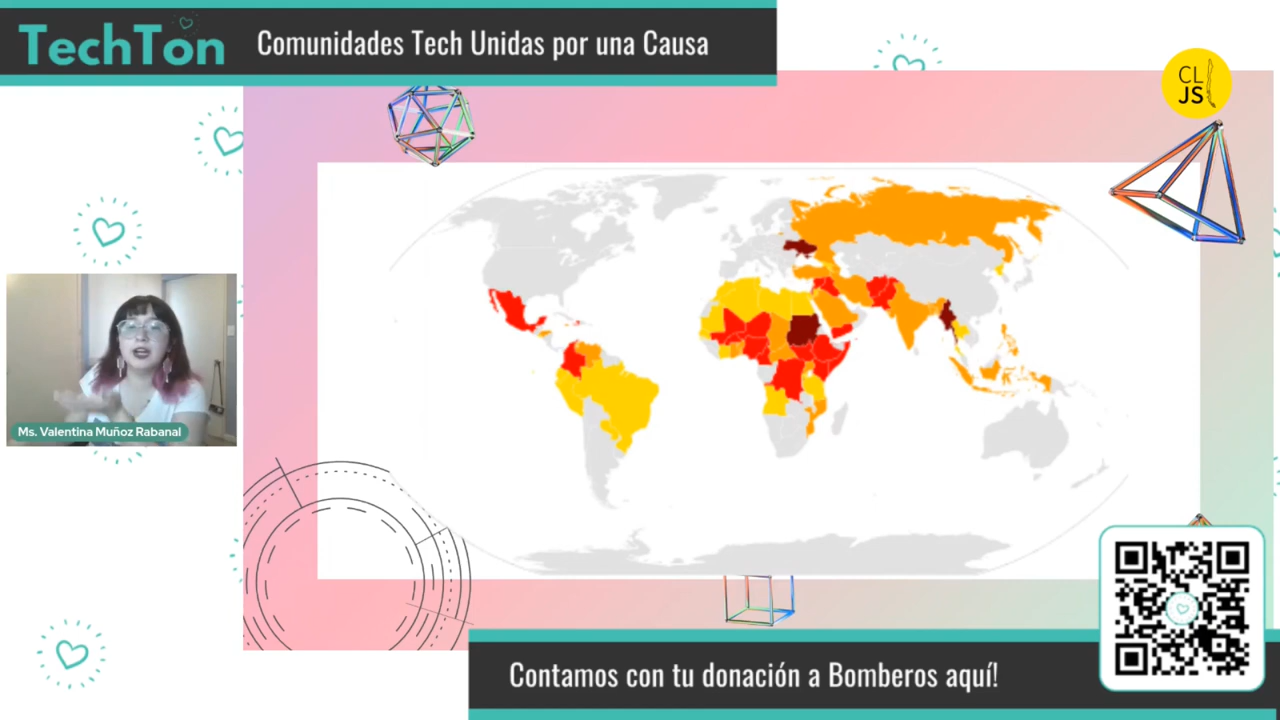 TechTon
Comunidades Tech Unidas por una Causa
CL
JS
Ms. Valentina Muñoz Rabanal
Contamos con tu donación a Bomberos aquí!